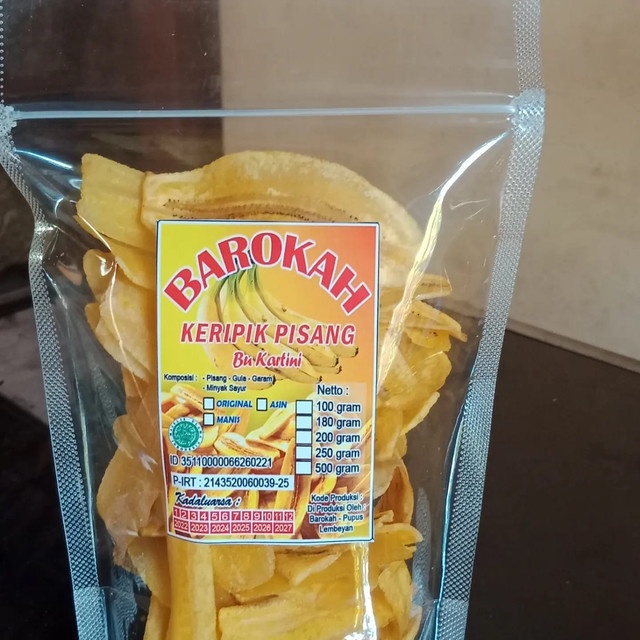 BAROKAH
KERIPIK PISANG
Bu Kartini
Komposisi : - Pisang - Gula - Garam
- Minyak Sayur
ORIGINAL ASIN
MANIS
Netto :
100 gram
180 gram
200 gram
250 gram
500 gram
ID 35110000066260221
P-IRT : 2143520060039-25
Kadaluarsa :
1 2 3 4 5 6 7 8 9 10 11 12
2022 2023 2024 2025 2026 2027
Kode Produksi :
Di Produksi Oleh :
Barokah - Pupus
Lembeyan